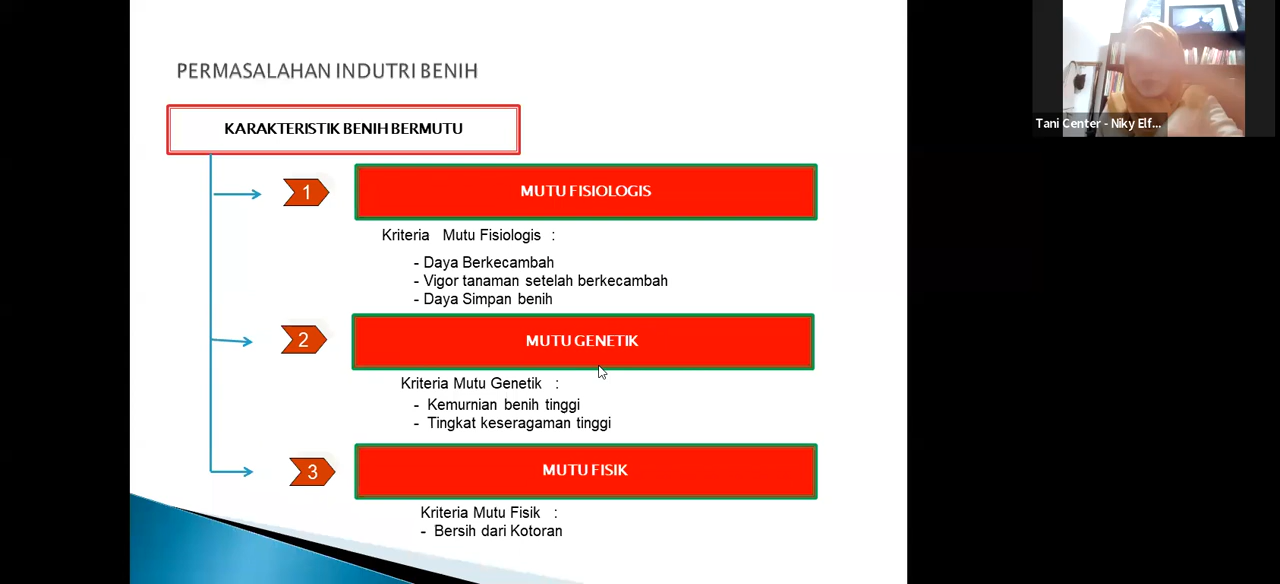 PERMASALAHAN INDUTRI BENIH
KARAKTERISTIK BENIH BERMUTU
1
MUTU FISIOLOGIS
Kriteria Mutu Fisiologis :
- Daya Berkecambah
- Vigor tanaman setelah berkecambah
- Daya Simpan benih
2
MUTU GENETIK
Kriteria Mutu Genetik :
- Kemurnian benih tinggi
- Tingkat keseragaman tinggi
3
MUTU FISIK
Kriteria Mutu Fisik :
- Bersih dari Kotoran
Tani Center - Niky Elf...